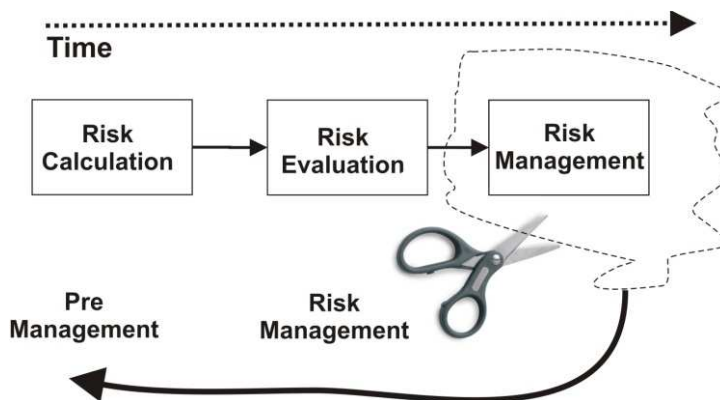 Time
Risk
Calculation
Risk
Evaluation
Risk
Management
Pre
Management
Risk
Management